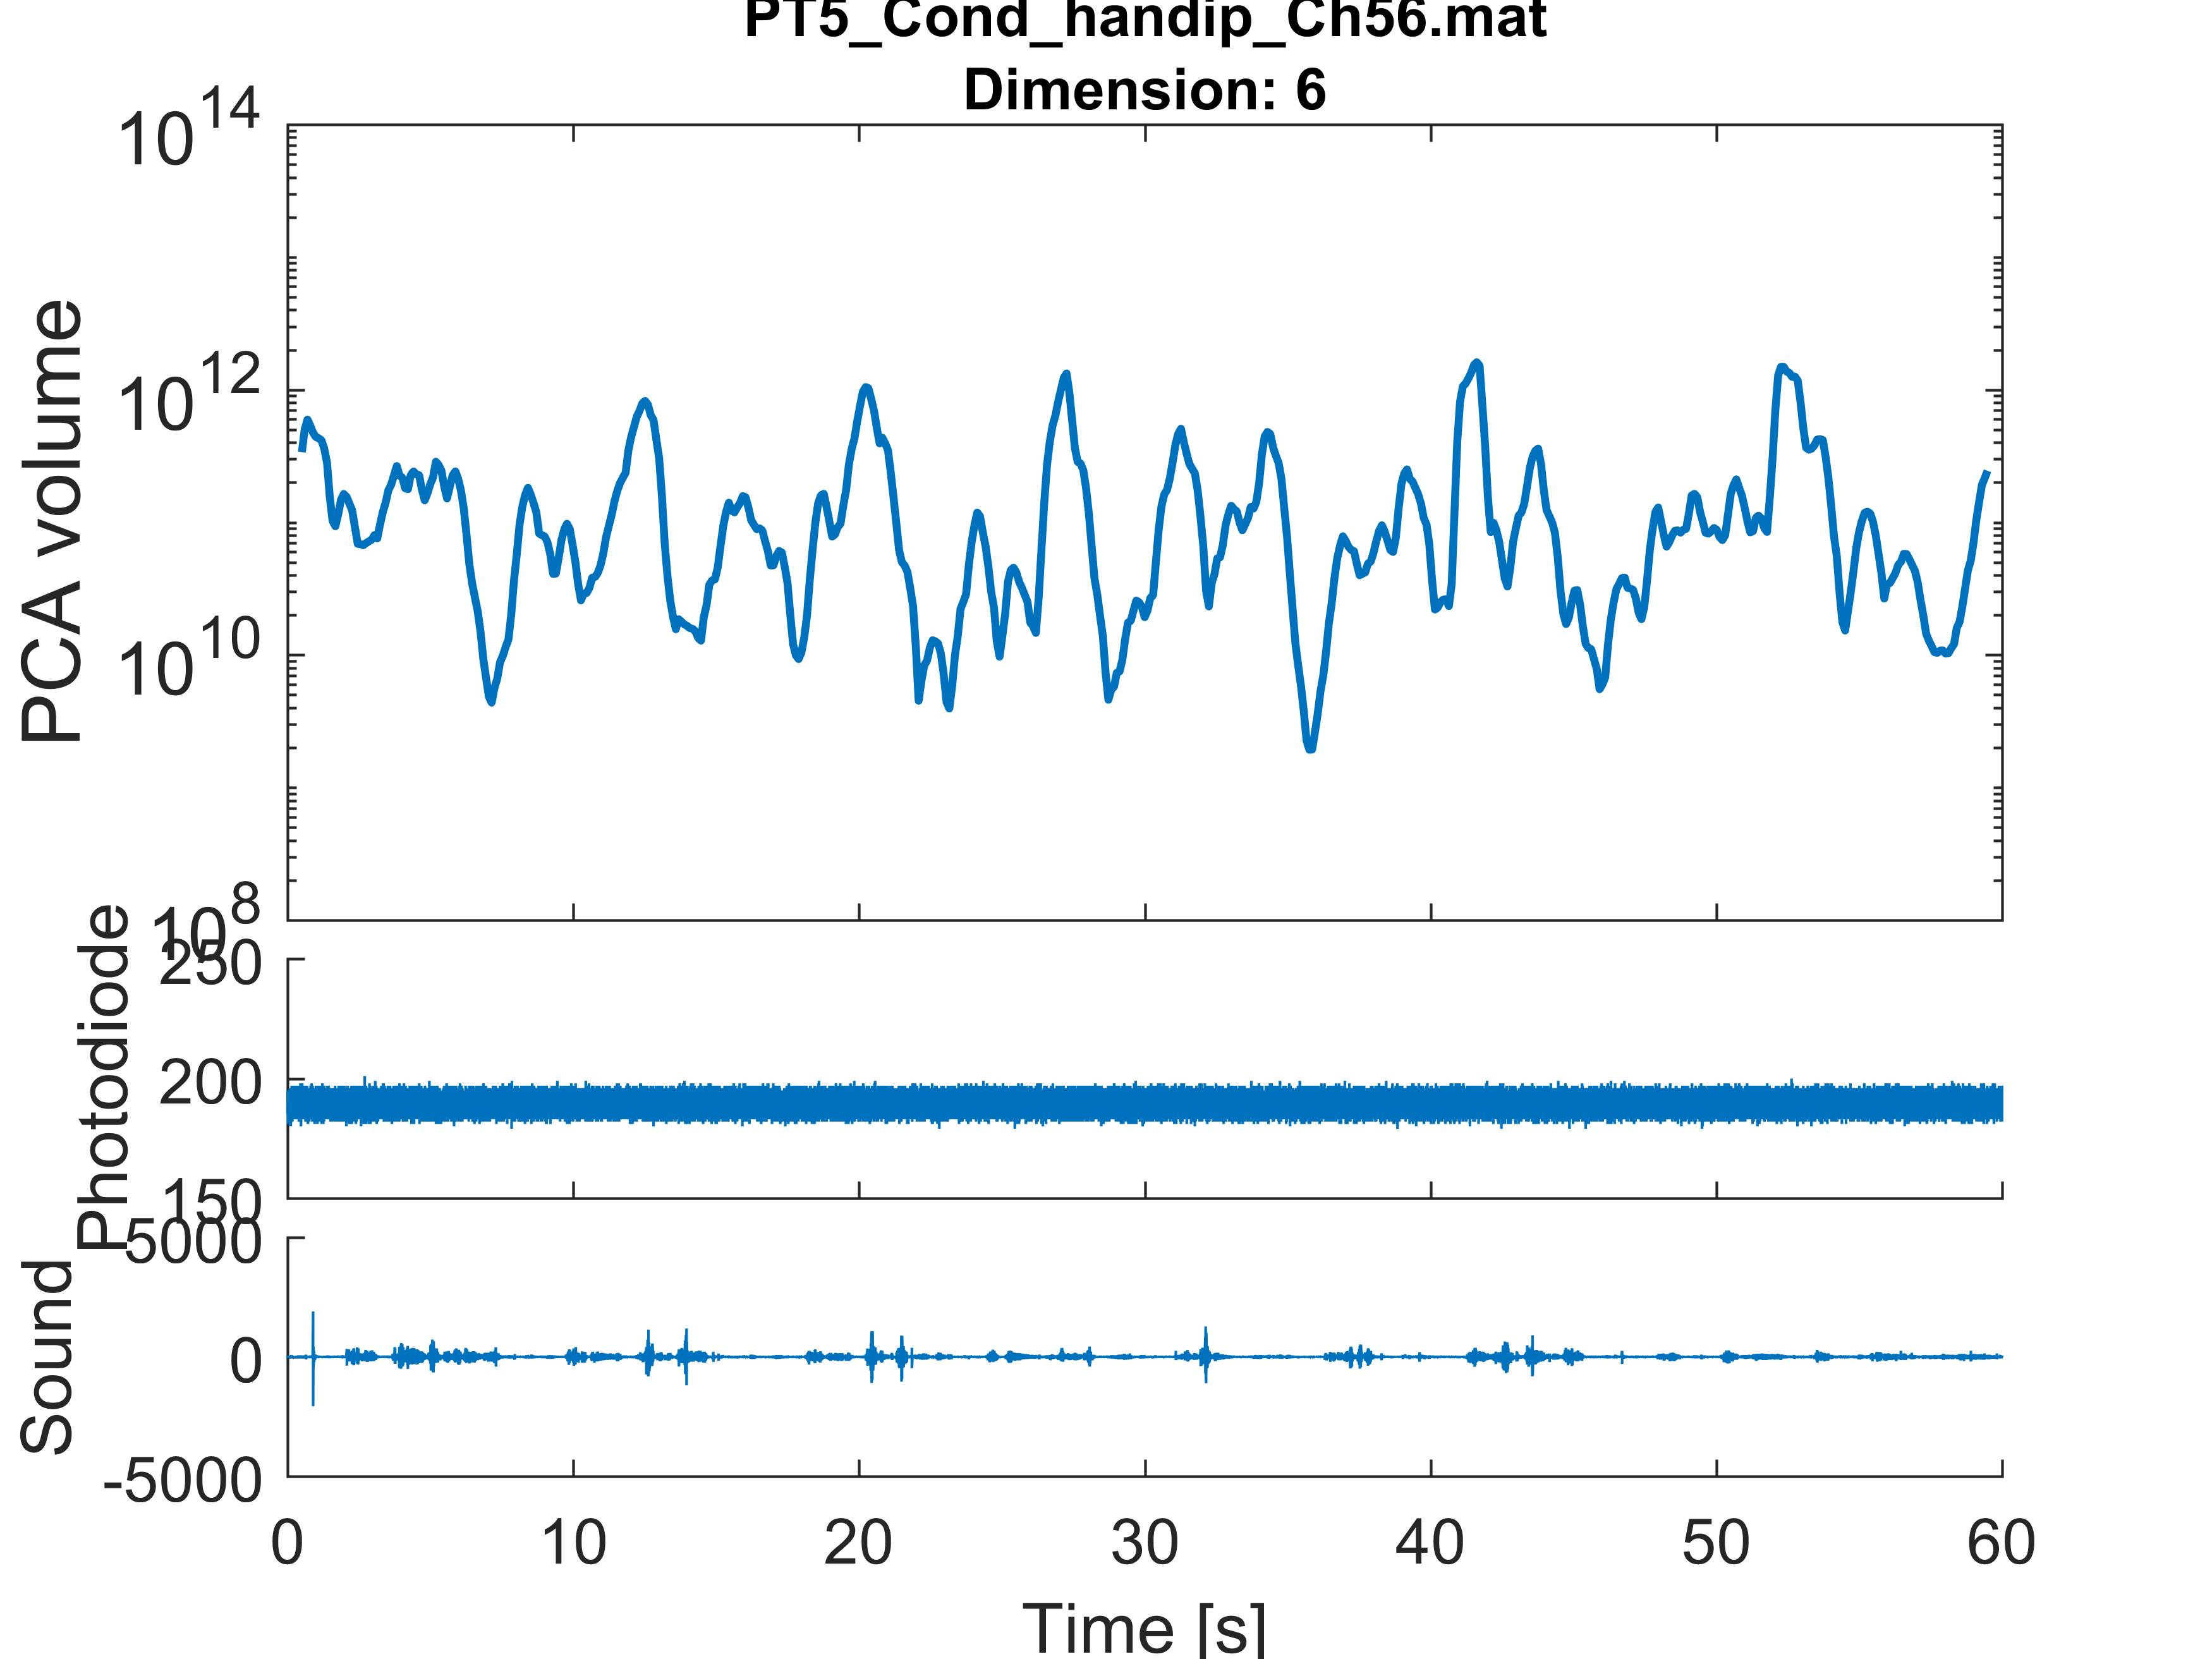 PT5_Cond_handip_Ch56.mat
Dimension: 6
10^14
10^12
10^10
10^8
PCA volume
250
200
150
Photodiode
5000
0
-5000
Sound
0 10 20 30 40 50 60
Time [s]